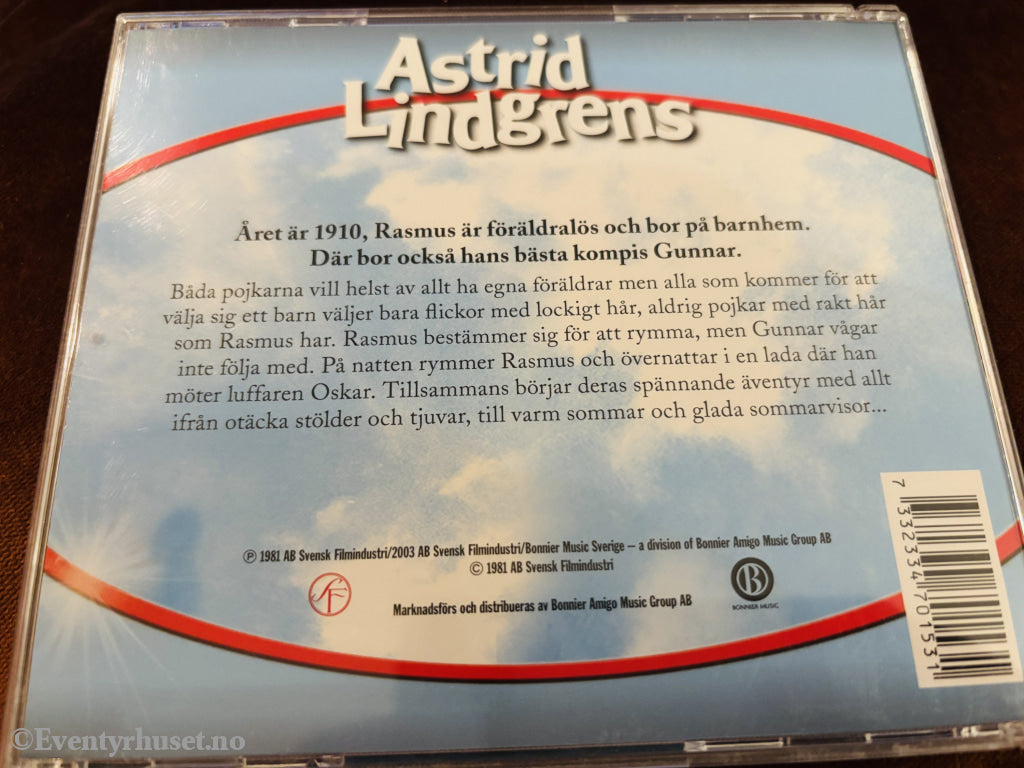 Astrid
Lindgrens
Året är 1910, Rasmus är föräldralös och bor på barnhem.
Där bor också hans bästa kompis Gunnar.
Båda pojkarna vill helst av allt ha egna föräldrar men alla som kommer för att
välja sig ett barn väljer bara flickor med lockigt hår, aldrig pojkar med rakt hår
som Rasmus har. Rasmus bestämmer sig för att rymma, men Gunnar vågar
inte följa med. På natten rymmer Rasmus och övernattar i en lada där han
möter luffaren Oskar. Tillsammans börjar deras spännande äventyr med allt
ifrån otäcka stölder och tjuvar, till varm sommar och glada sommarvisor...
℗ 1981 AB Svensk Filmindustri/2003 AB Svensk Filmindustri/Bonnier Music Sverige – a division of Bonnier Amigo Music Group AB
© 1981 AB Svensk Filmindustri
SF
Marknadsförs och distribueras av Bonnier Amigo Music Group AB
B
BONNIER MUSIC
7 332334 701531
©Eventyrhuset.no